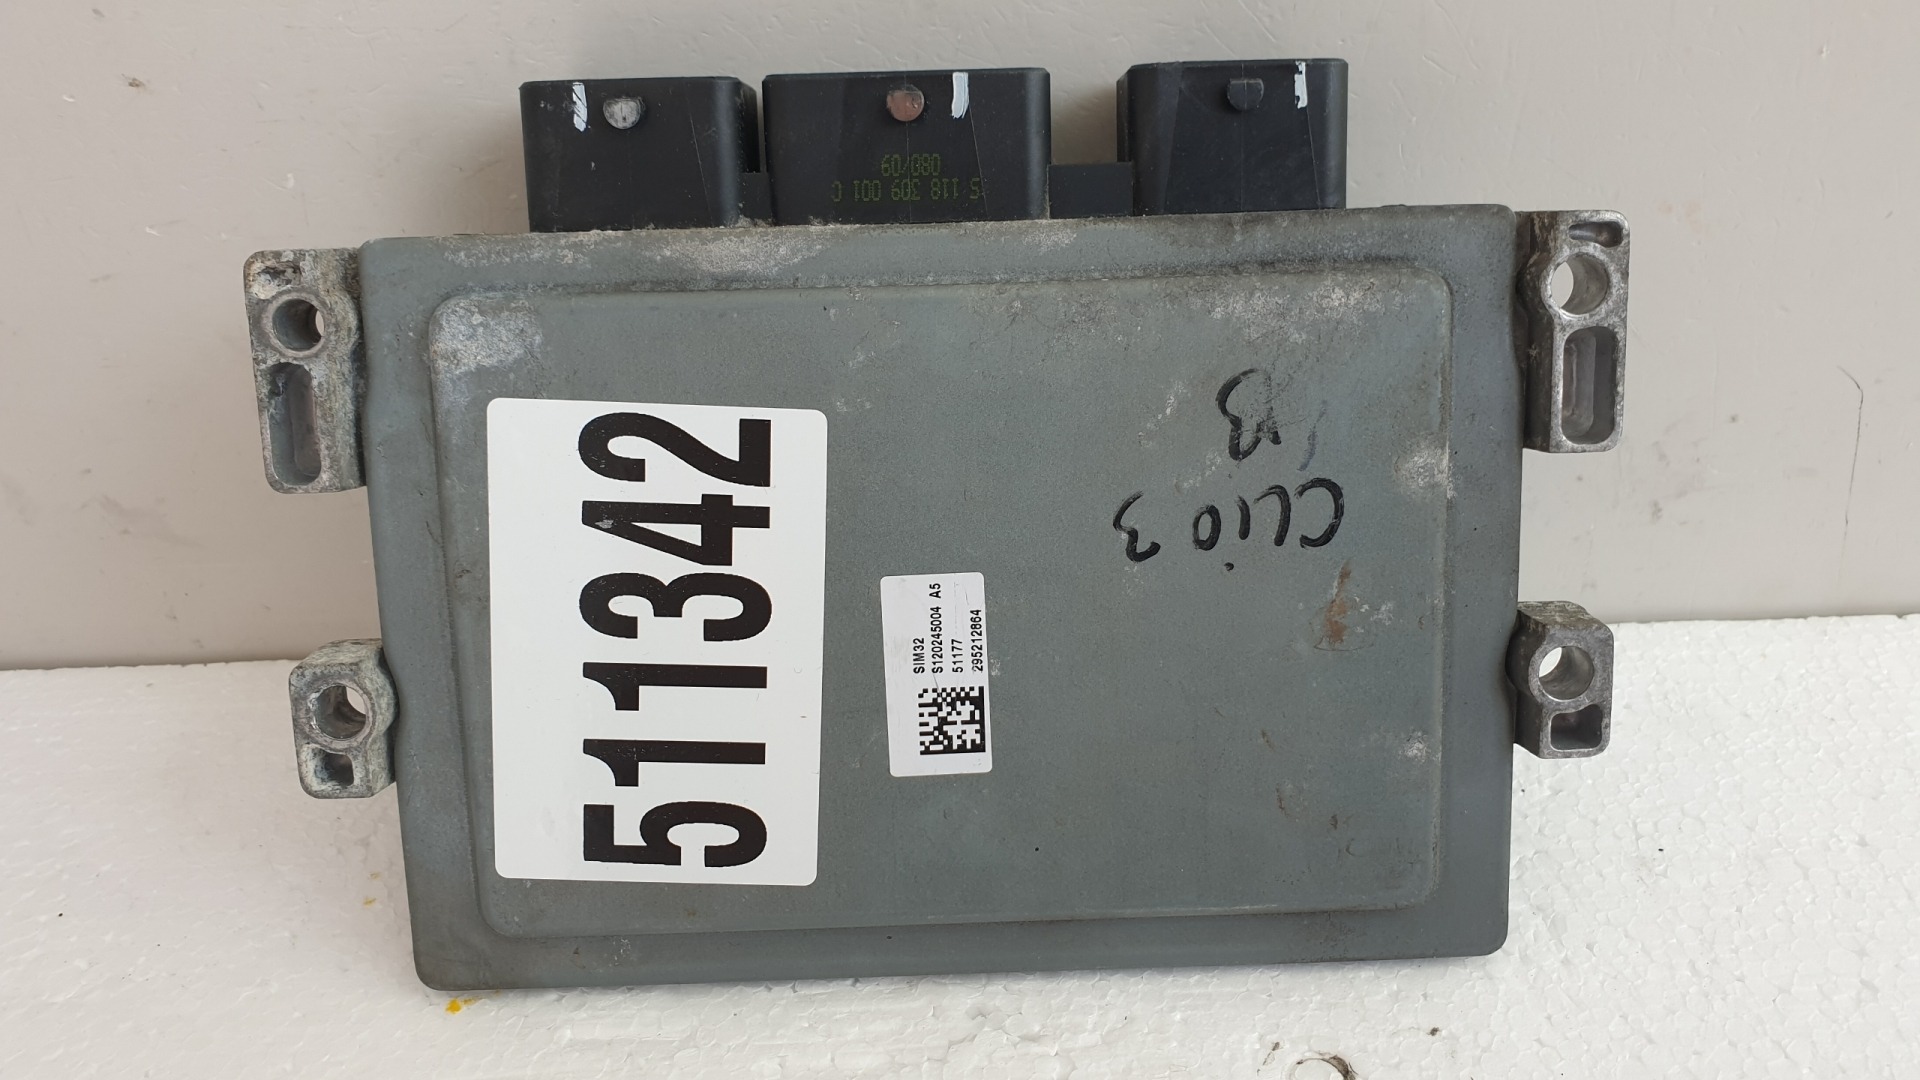 080/09
S 118 309 001 C
511342
SIM32
S120245004 A5
51177
295212864
CLiO 3